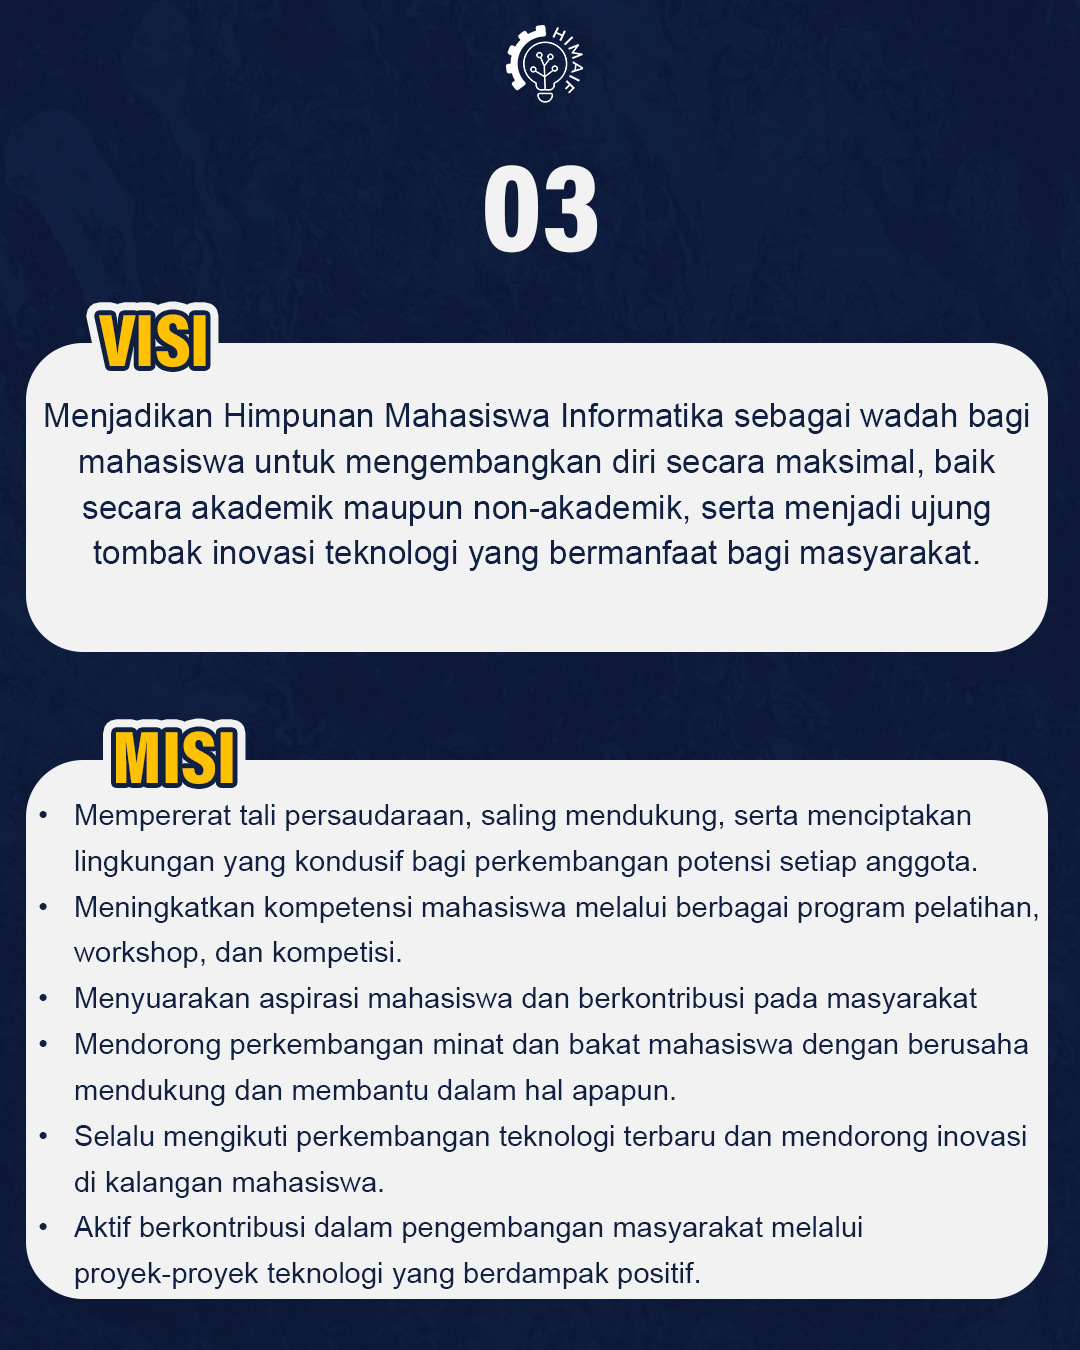 HIMAIF
03
VISI
Menjadikan Himpunan Mahasiswa Informatika sebagai wadah bagi
mahasiswa untuk mengembangkan diri secara maksimal, baik
secara akademik maupun non-akademik, serta menjadi ujung
tombak inovasi teknologi yang bermanfaat bagi masyarakat.
MISI
• Mempererat tali persaudaraan, saling mendukung, serta menciptakan
lingkungan yang kondusif bagi perkembangan potensi setiap anggota.
• Meningkatkan kompetensi mahasiswa melalui berbagai program pelatihan,
workshop, dan kompetisi.
• Menyuarakan aspirasi mahasiswa dan berkontribusi pada masyarakat
• Mendorong perkembangan minat dan bakat mahasiswa dengan berusaha
mendukung dan membantu dalam hal apapun.
• Selalu mengikuti perkembangan teknologi terbaru dan mendorong inovasi
di kalangan mahasiswa.
• Aktif berkontribusi dalam pengembangan masyarakat melalui
proyek-proyek teknologi yang berdampak positif.